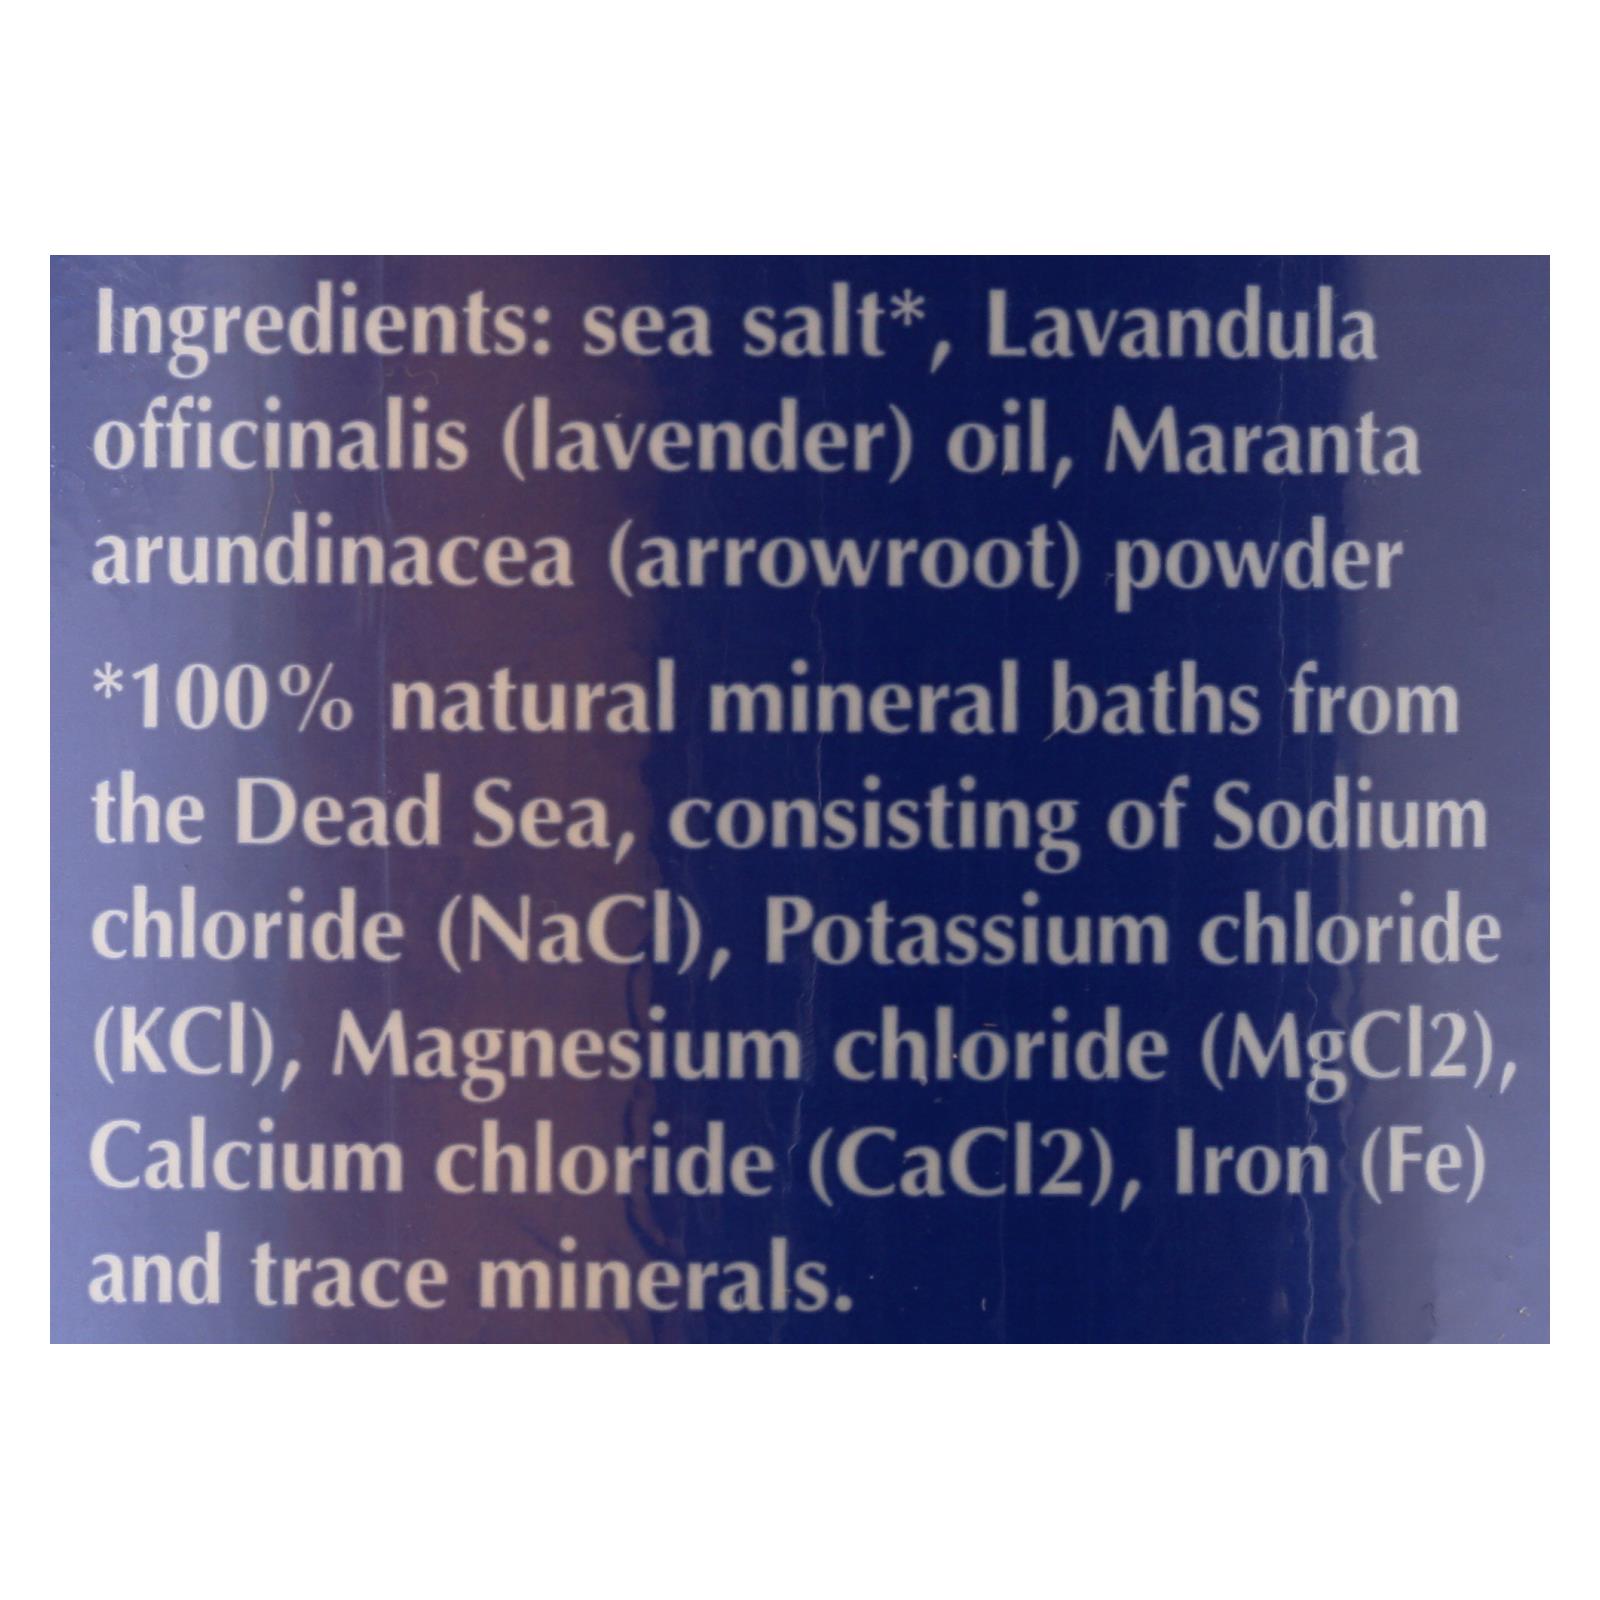 Ingredients: sea salt*, Lavandula
officinalis (lavender) oil, Maranta
arundinacea (arrowroot) powder
*100% natural mineral baths from
the Dead Sea, consisting of Sodium
chloride (NaCl), Potassium chloride
(KCl), Magnesium chloride (MgCl2),
Calcium chloride (CaCl2), Iron (Fe)
and trace minerals.